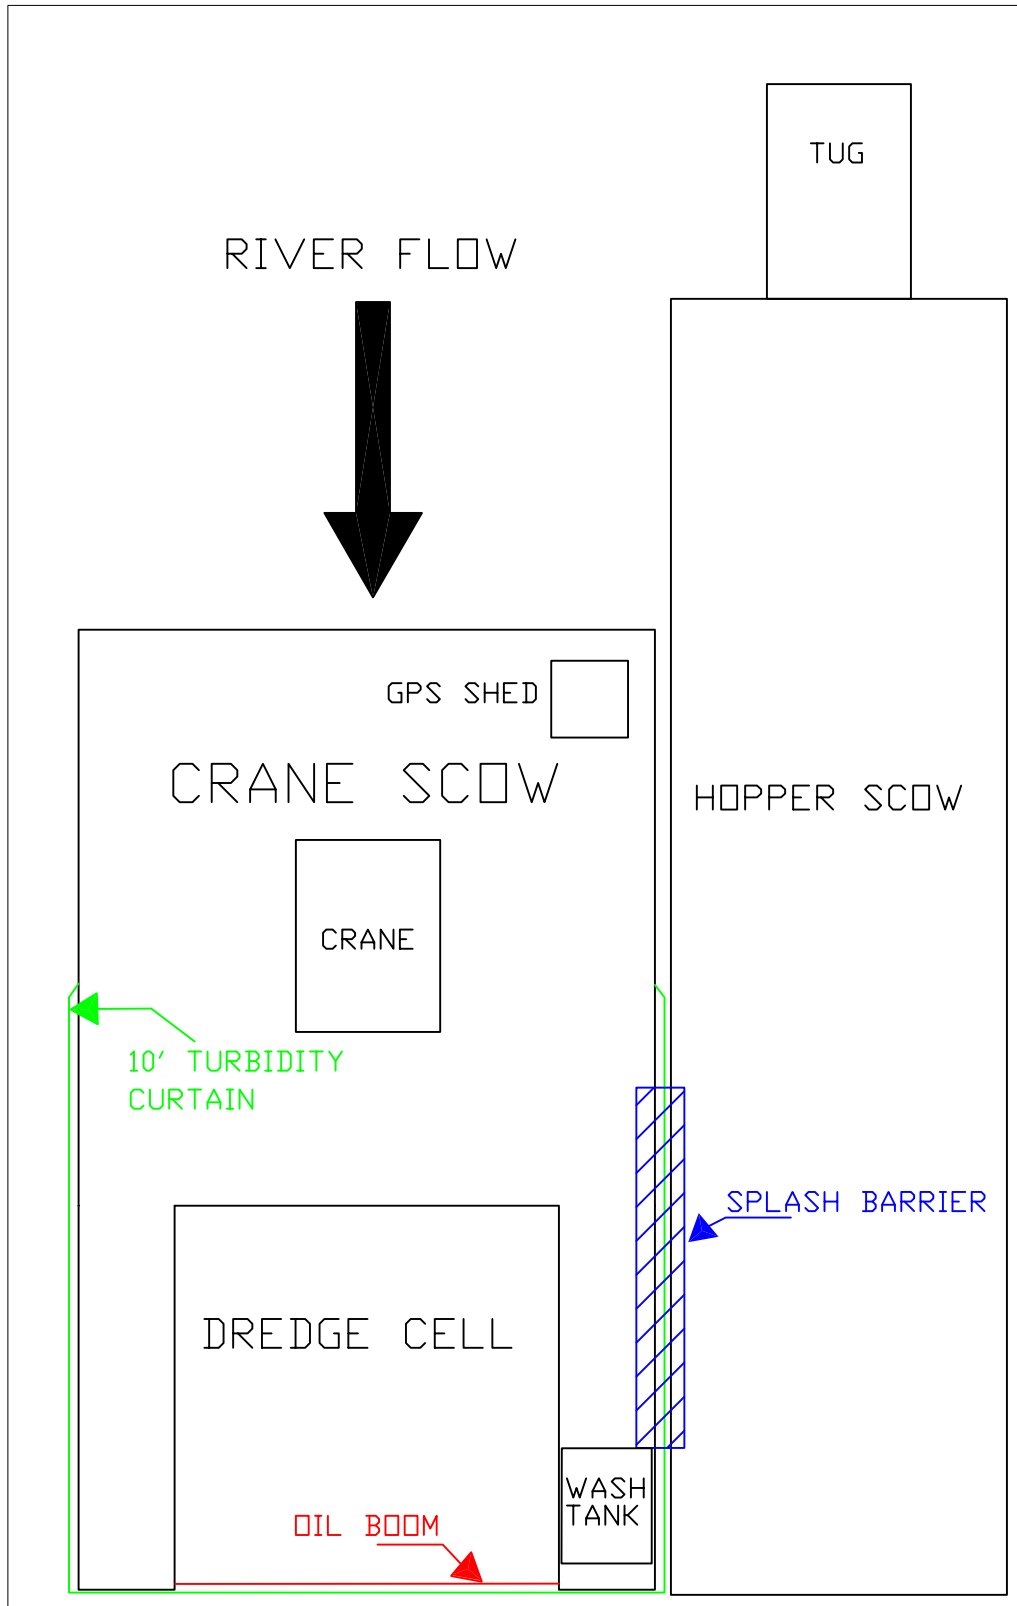 TUG
RIVER FLOW
GPS SHED
CRANE SCOW
HOPPER SCOW
CRANE
10' TURBIDITY
CURTAIN
SPLASH BARRIER
DREDGE CELL
WASH
TANK
OIL BOOM